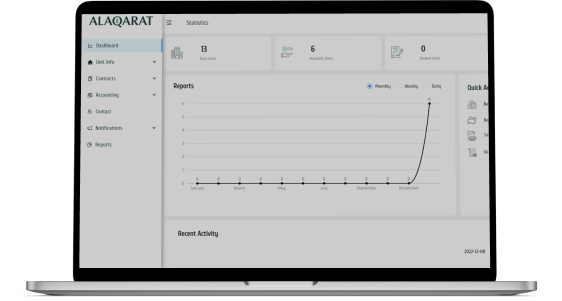 ALAQARAT
Statistics
Dashboard
Unit Info
Contracts
Accounting
Contact
Notifications
Reports
13
Total Units
6
Available Units
0
Booked Units
Reports
Monthly Weekly Daily
6
5
4
3
2
1
0
0 0 0 0 0 0 0 0 0 0 0 6
January March May July September November
Quick A
Recent Activity
2022-12-08